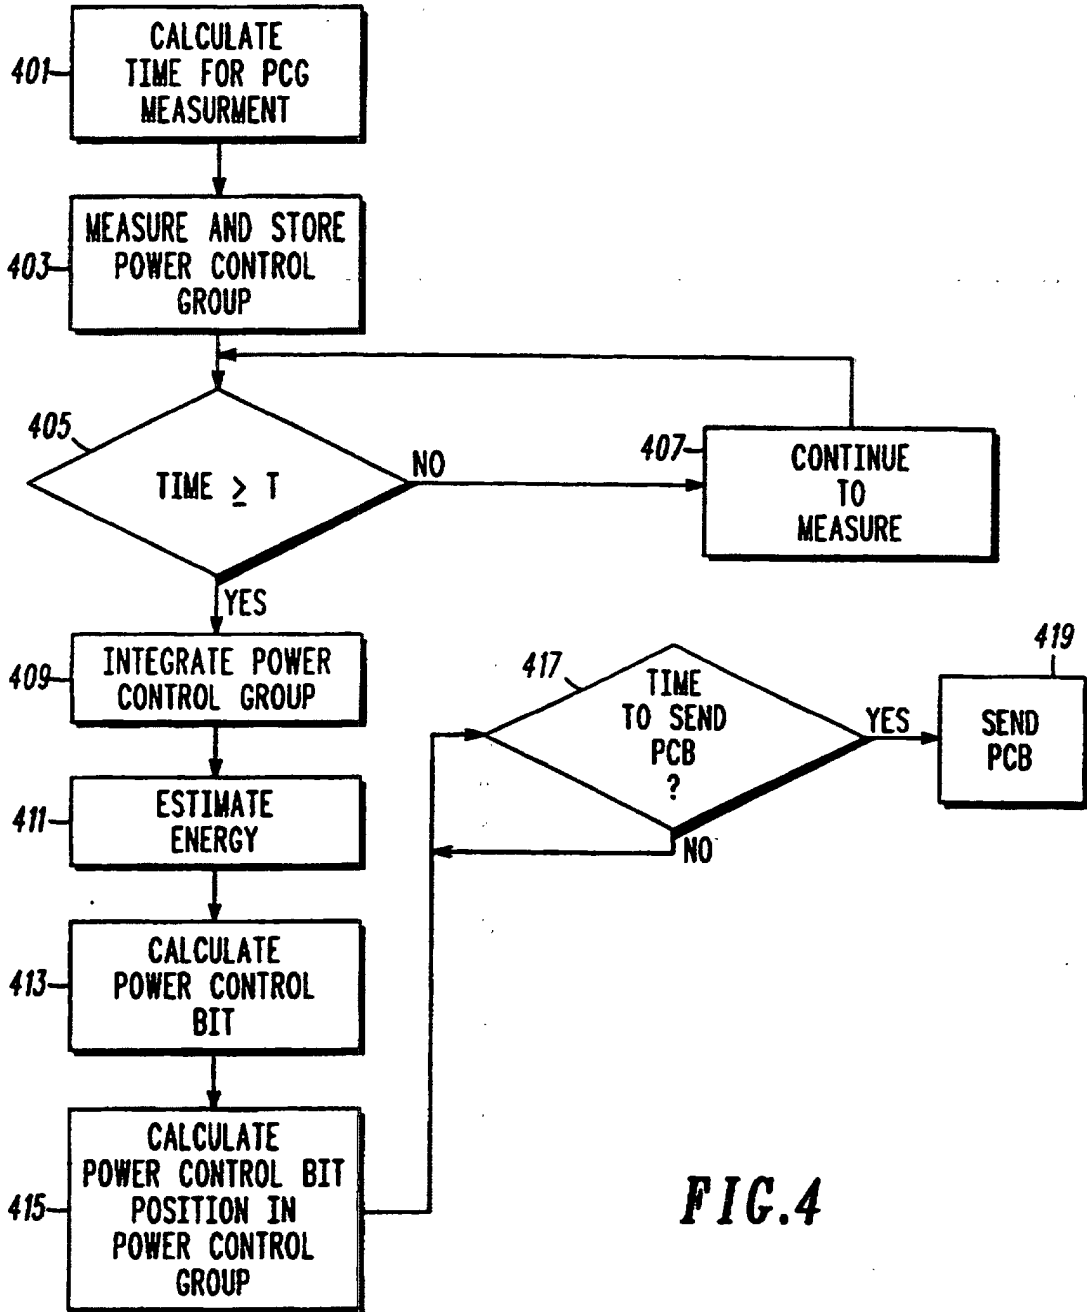 401
CALCULATE
TIME FOR PCG
MEASURMENT
403
MEASURE AND STORE
POWER CONTROL
GROUP
405
TIME ≥ T
NO
407
CONTINUE
TO
MEASURE
YES
409
INTEGRATE POWER
CONTROL GROUP
411
ESTIMATE
ENERGY
413
CALCULATE
POWER CONTROL
BIT
415
CALCULATE
POWER CONTROL BIT
POSITION IN
POWER CONTROL
GROUP
417
TIME
TO SEND
PCB
?
YES
NO
419
SEND
PCB
FIG.4